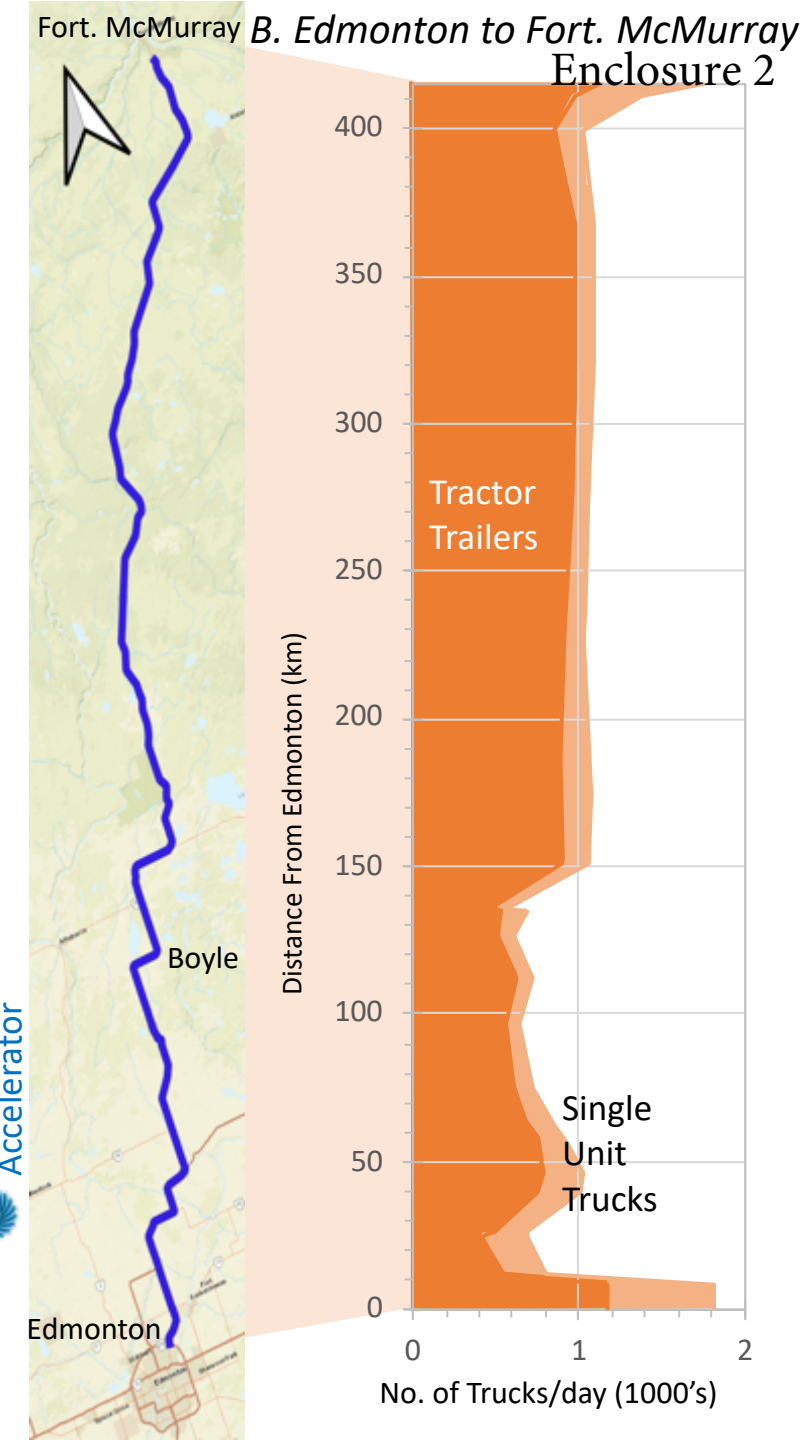 Fort. McMurray
B. Edmonton to Fort. McMurray
Enclosure 2
400
350
300
Tractor
Trailers
250
Distance From Edmonton (km)
200
150
Boyle
100
Accelerator
Single
Unit
Trucks
50
Edmonton
0
0 1 2
No. of Trucks/day (1000's)
Edmonton